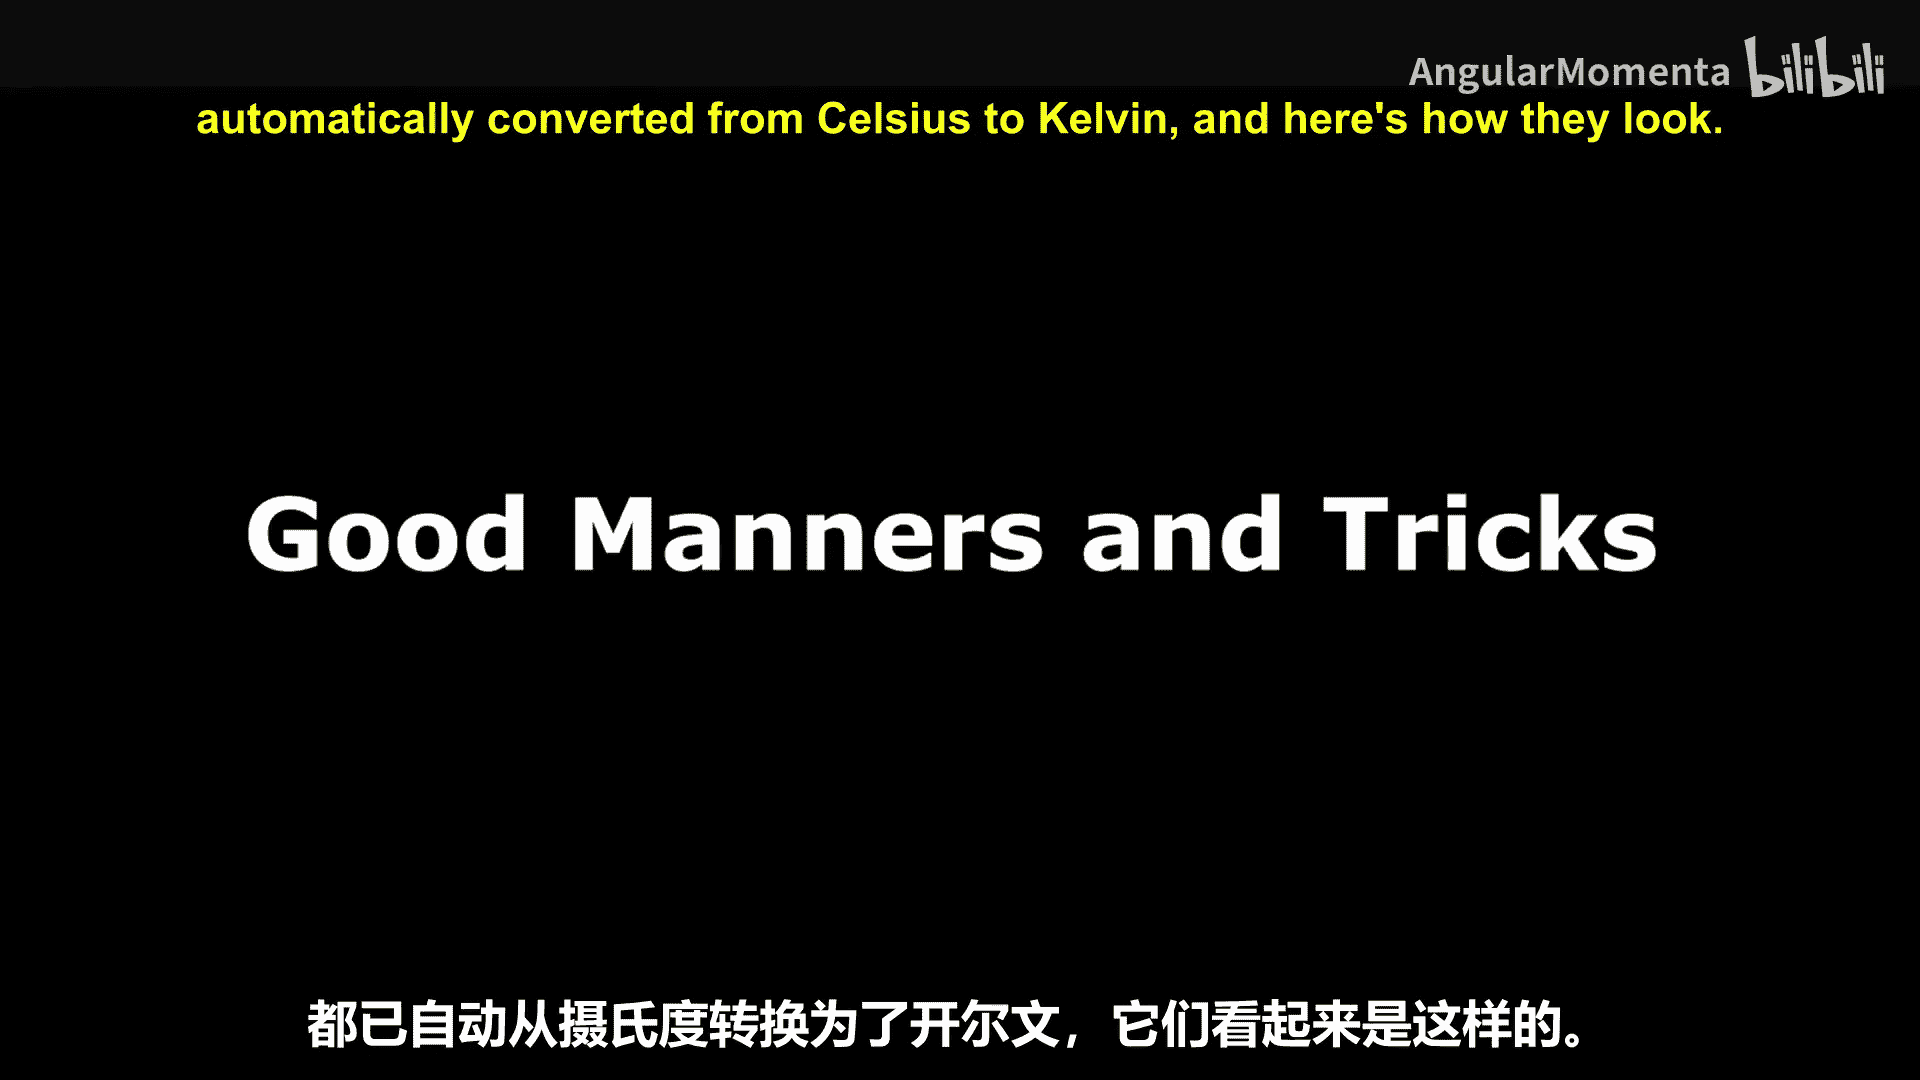 AngularMomenta bilibili
automatically converted from Celsius to Kelvin, and here's how they look.
Good Manners and Tricks
都已自动从摄氏度转换为了开尔文，它们看起来是这样的。